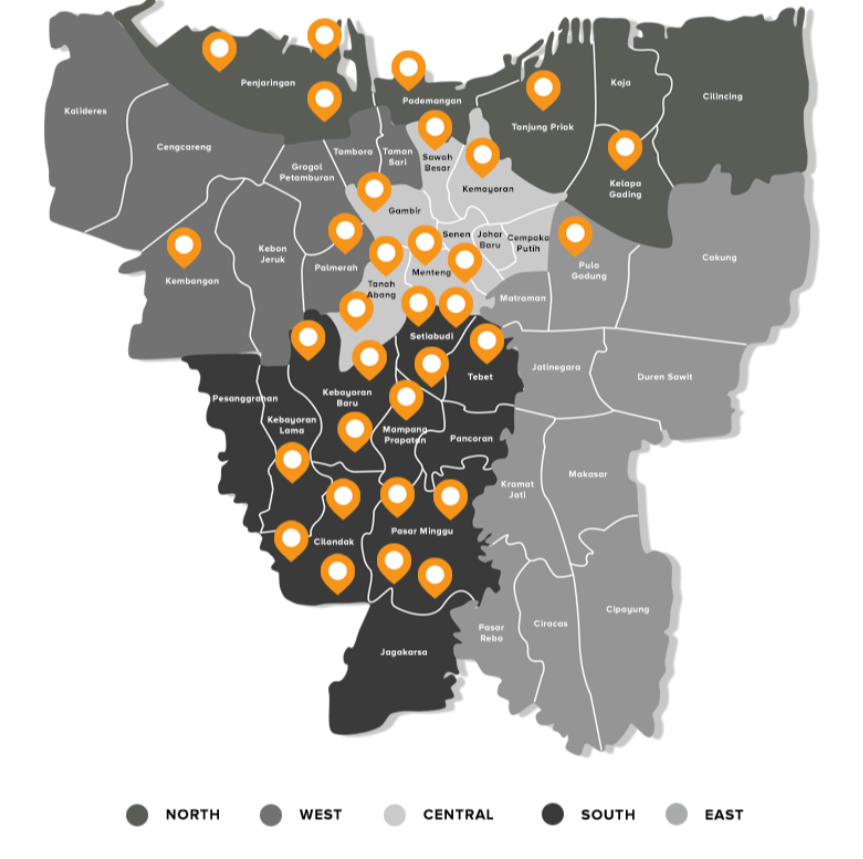 Penjaringan
Pademangan
Koja
Cilincing
Kalideres
Tanjung Priok
Cengcareng
Tambora
Taman
Sari
Sawah
Besar
Grogol
Petamburan
Kemayoran
Kelapa
Gading
Gambir
Senen
Johar
Baru
Cempaka
Putih
Kebon
Jeruk
Palmerah
Menteng
Pulo
Gadung
Cakung
Kembangan
Tanah
Abang
Matraman
Setiabudi
Jatinegara
Duren Sawit
Tebet
Pesanggrahan
Kebayoran
Baru
Kebayoran
Lama
Mampang
Prapatan
Pancoran
Kramat
Jati
Makasar
Pasar Minggu
Cilandak
Cipayung
Pasar
Rebo
Ciracas
Jagakarsa
NORTH
WEST
CENTRAL
SOUTH
EAST